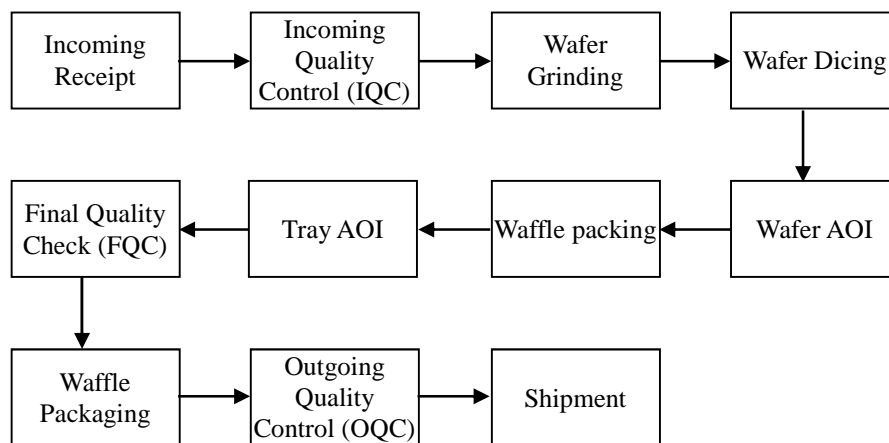 Incoming
Receipt
Incoming
Quality
Control (IQC)
Wafer
Grinding
Wafer Dicing
Final Quality
Check (FQC)
Tray AOI
Waffle packing
Wafer AOI
Waffle
Packaging
Outgoing
Quality
Control (OQC)
Shipment